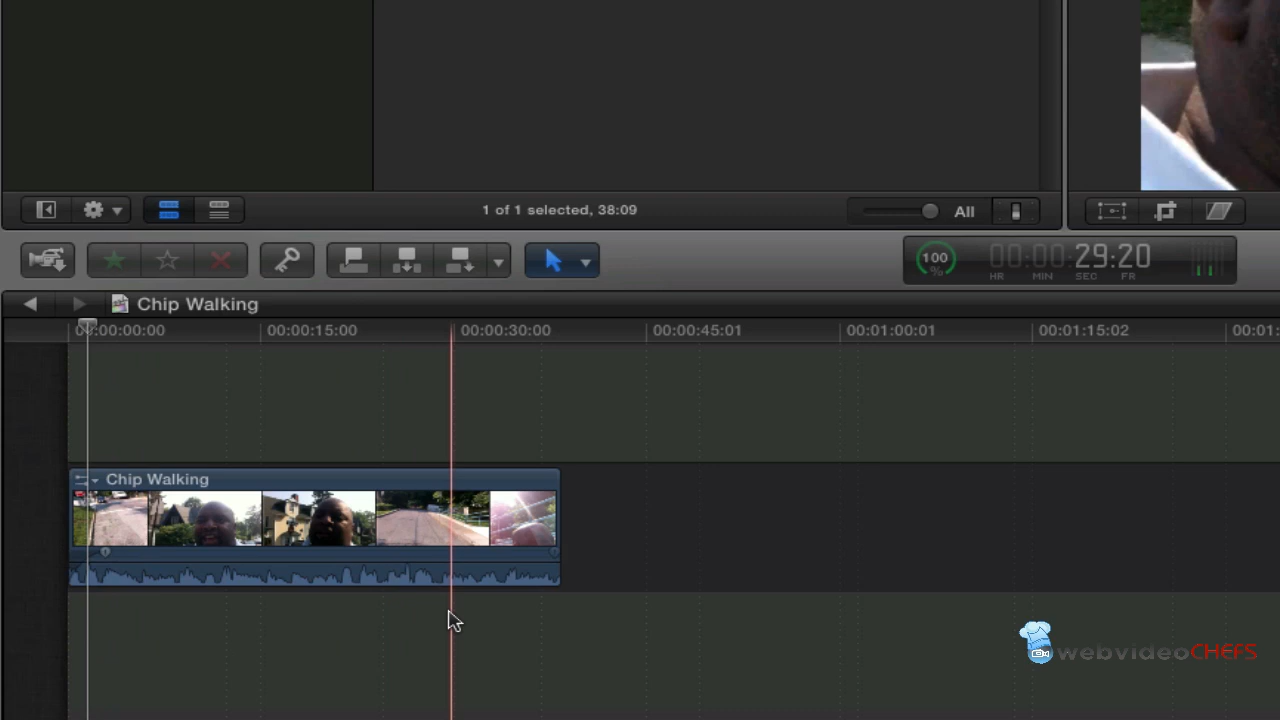 1 of 1 selected, 38:09
All
100
%
00:00:29:20
HR MIN SEC FR
Chip Walking
00:00:00:00 00:00:15:00 00:00:30:00 00:00:45:01 00:01:00:01 00:01:15:02 00:01:
Chip Walking
webvideoCHEFS